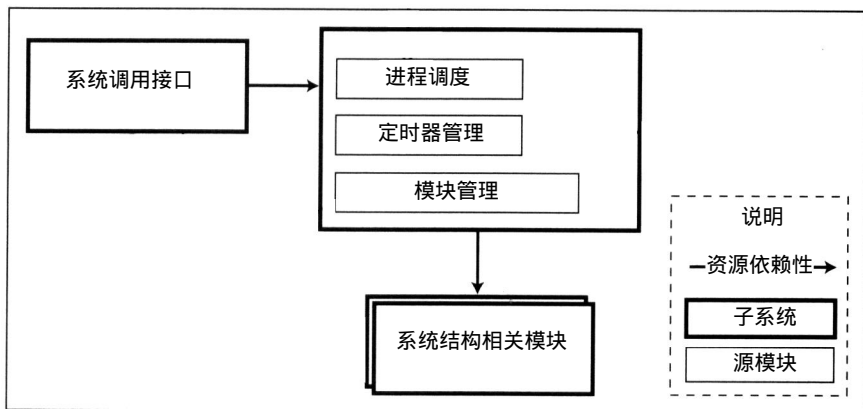 系统调用接口
进程调度
定时器管理
模块管理
系统结构相关模块
说明
资源依赖性
子系统
源模块